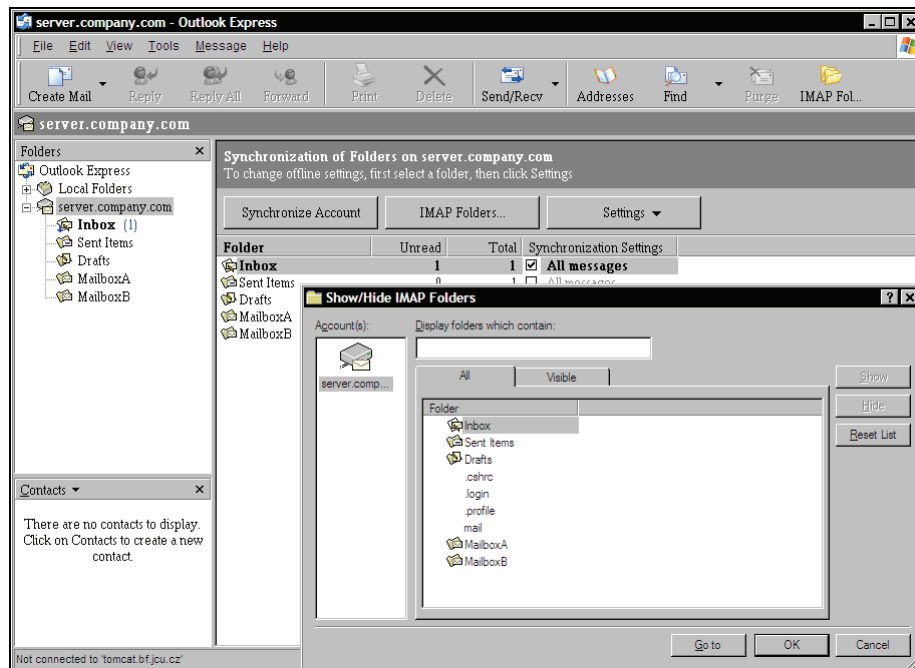 server.company.com - Outlook Express
File Edit View Tools Message Help
Create Mail Reply Reply All Forward Print Delete Send/Recv Addresses Find Purge IMAP Fol...
server.company.com
Folders
Outlook Express
Local Folders
server.company.com
Inbox (1)
Sent Items
Drafts
MailboxA
MailboxB
Synchronization of Folders on server.company.com
To change offline settings, first select a folder, then click Settings
Synchronize Account IMAP Folders... Settings
Folder Unread Total Synchronization Settings
Inbox 1 1 All messages
Sent Items 0 1 All messages
Drafts
MailboxA
MailboxB
Show/Hide IMAP Folders
Account(s):
server.comp...
Display folders which contain:
All Visible
Folder
Inbox
Sent Items
Drafts
.cshrc
.login
.profile
mail
MailboxA
MailboxB
Show
Hide
Reset List
Go to OK Cancel
Contacts
There are no contacts to display.
Click on Contacts to create a new
contact.
Not connected to 'tomcat.bf.jcu.cz'